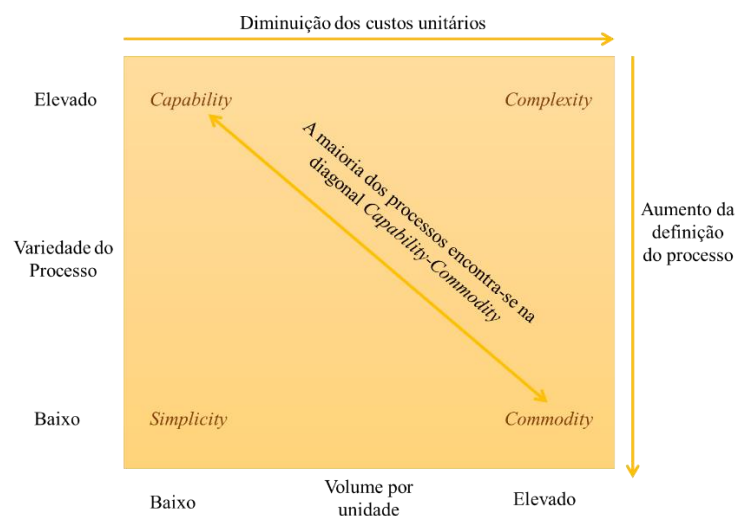 Diminuição dos custos unitários
Elevado
Capability
Complexity
A maioria dos processos encontra-se na
diagonal Capability-Commodity
Variedade do
Processo
Aumento da
definição
do processo
Baixo
Simplicity
Commodity
Baixo
Volume por
unidade
Elevado